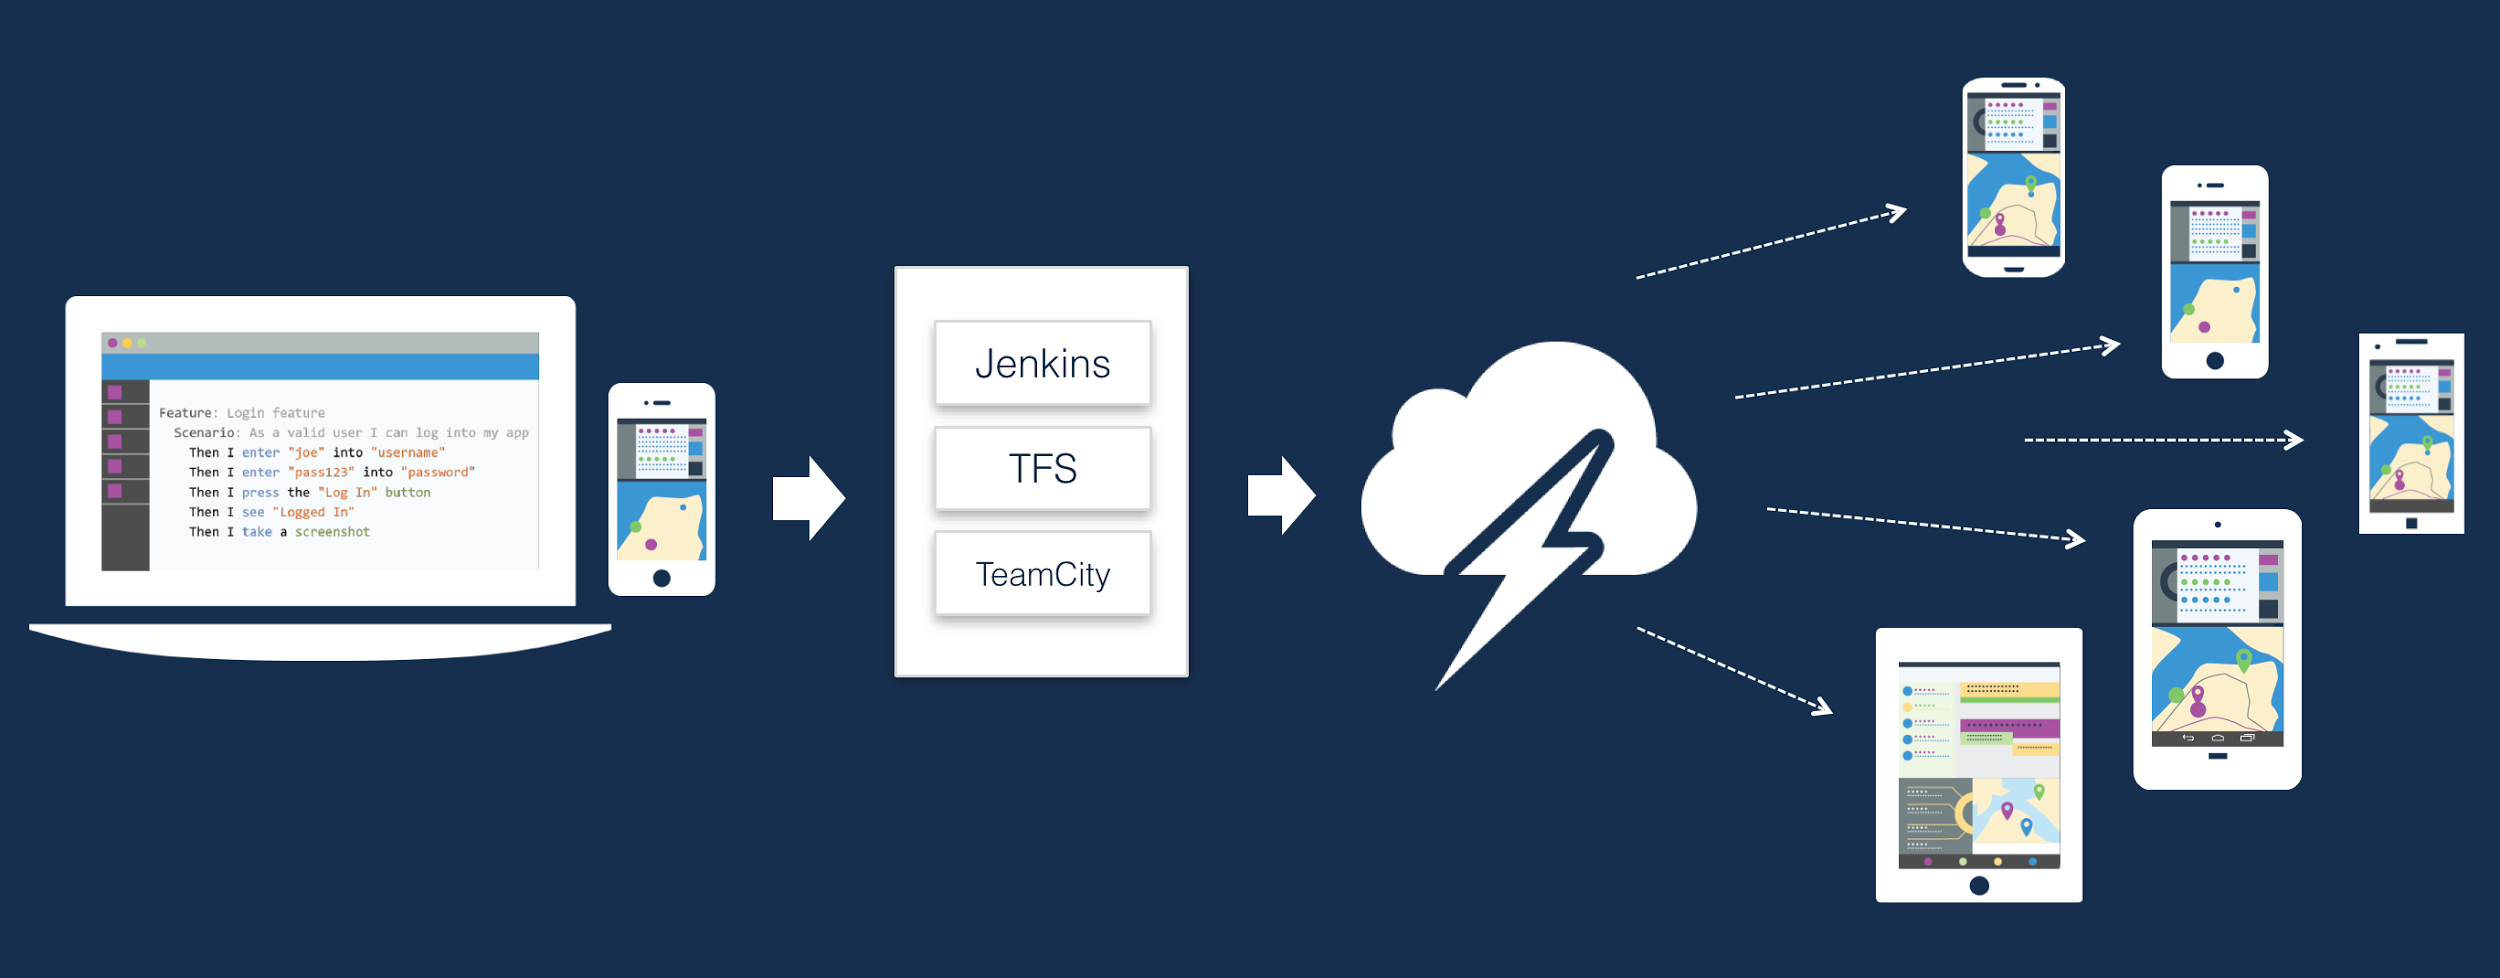 Feature: Login feature
Scenario: As a valid user I can log into my app
Then I enter "joe" into "username"
Then I enter "pass123" into "password"
Then I press the "Log In" button
Then I see "Logged In"
Then I take a screenshot
Jenkins
TFS
TeamCity